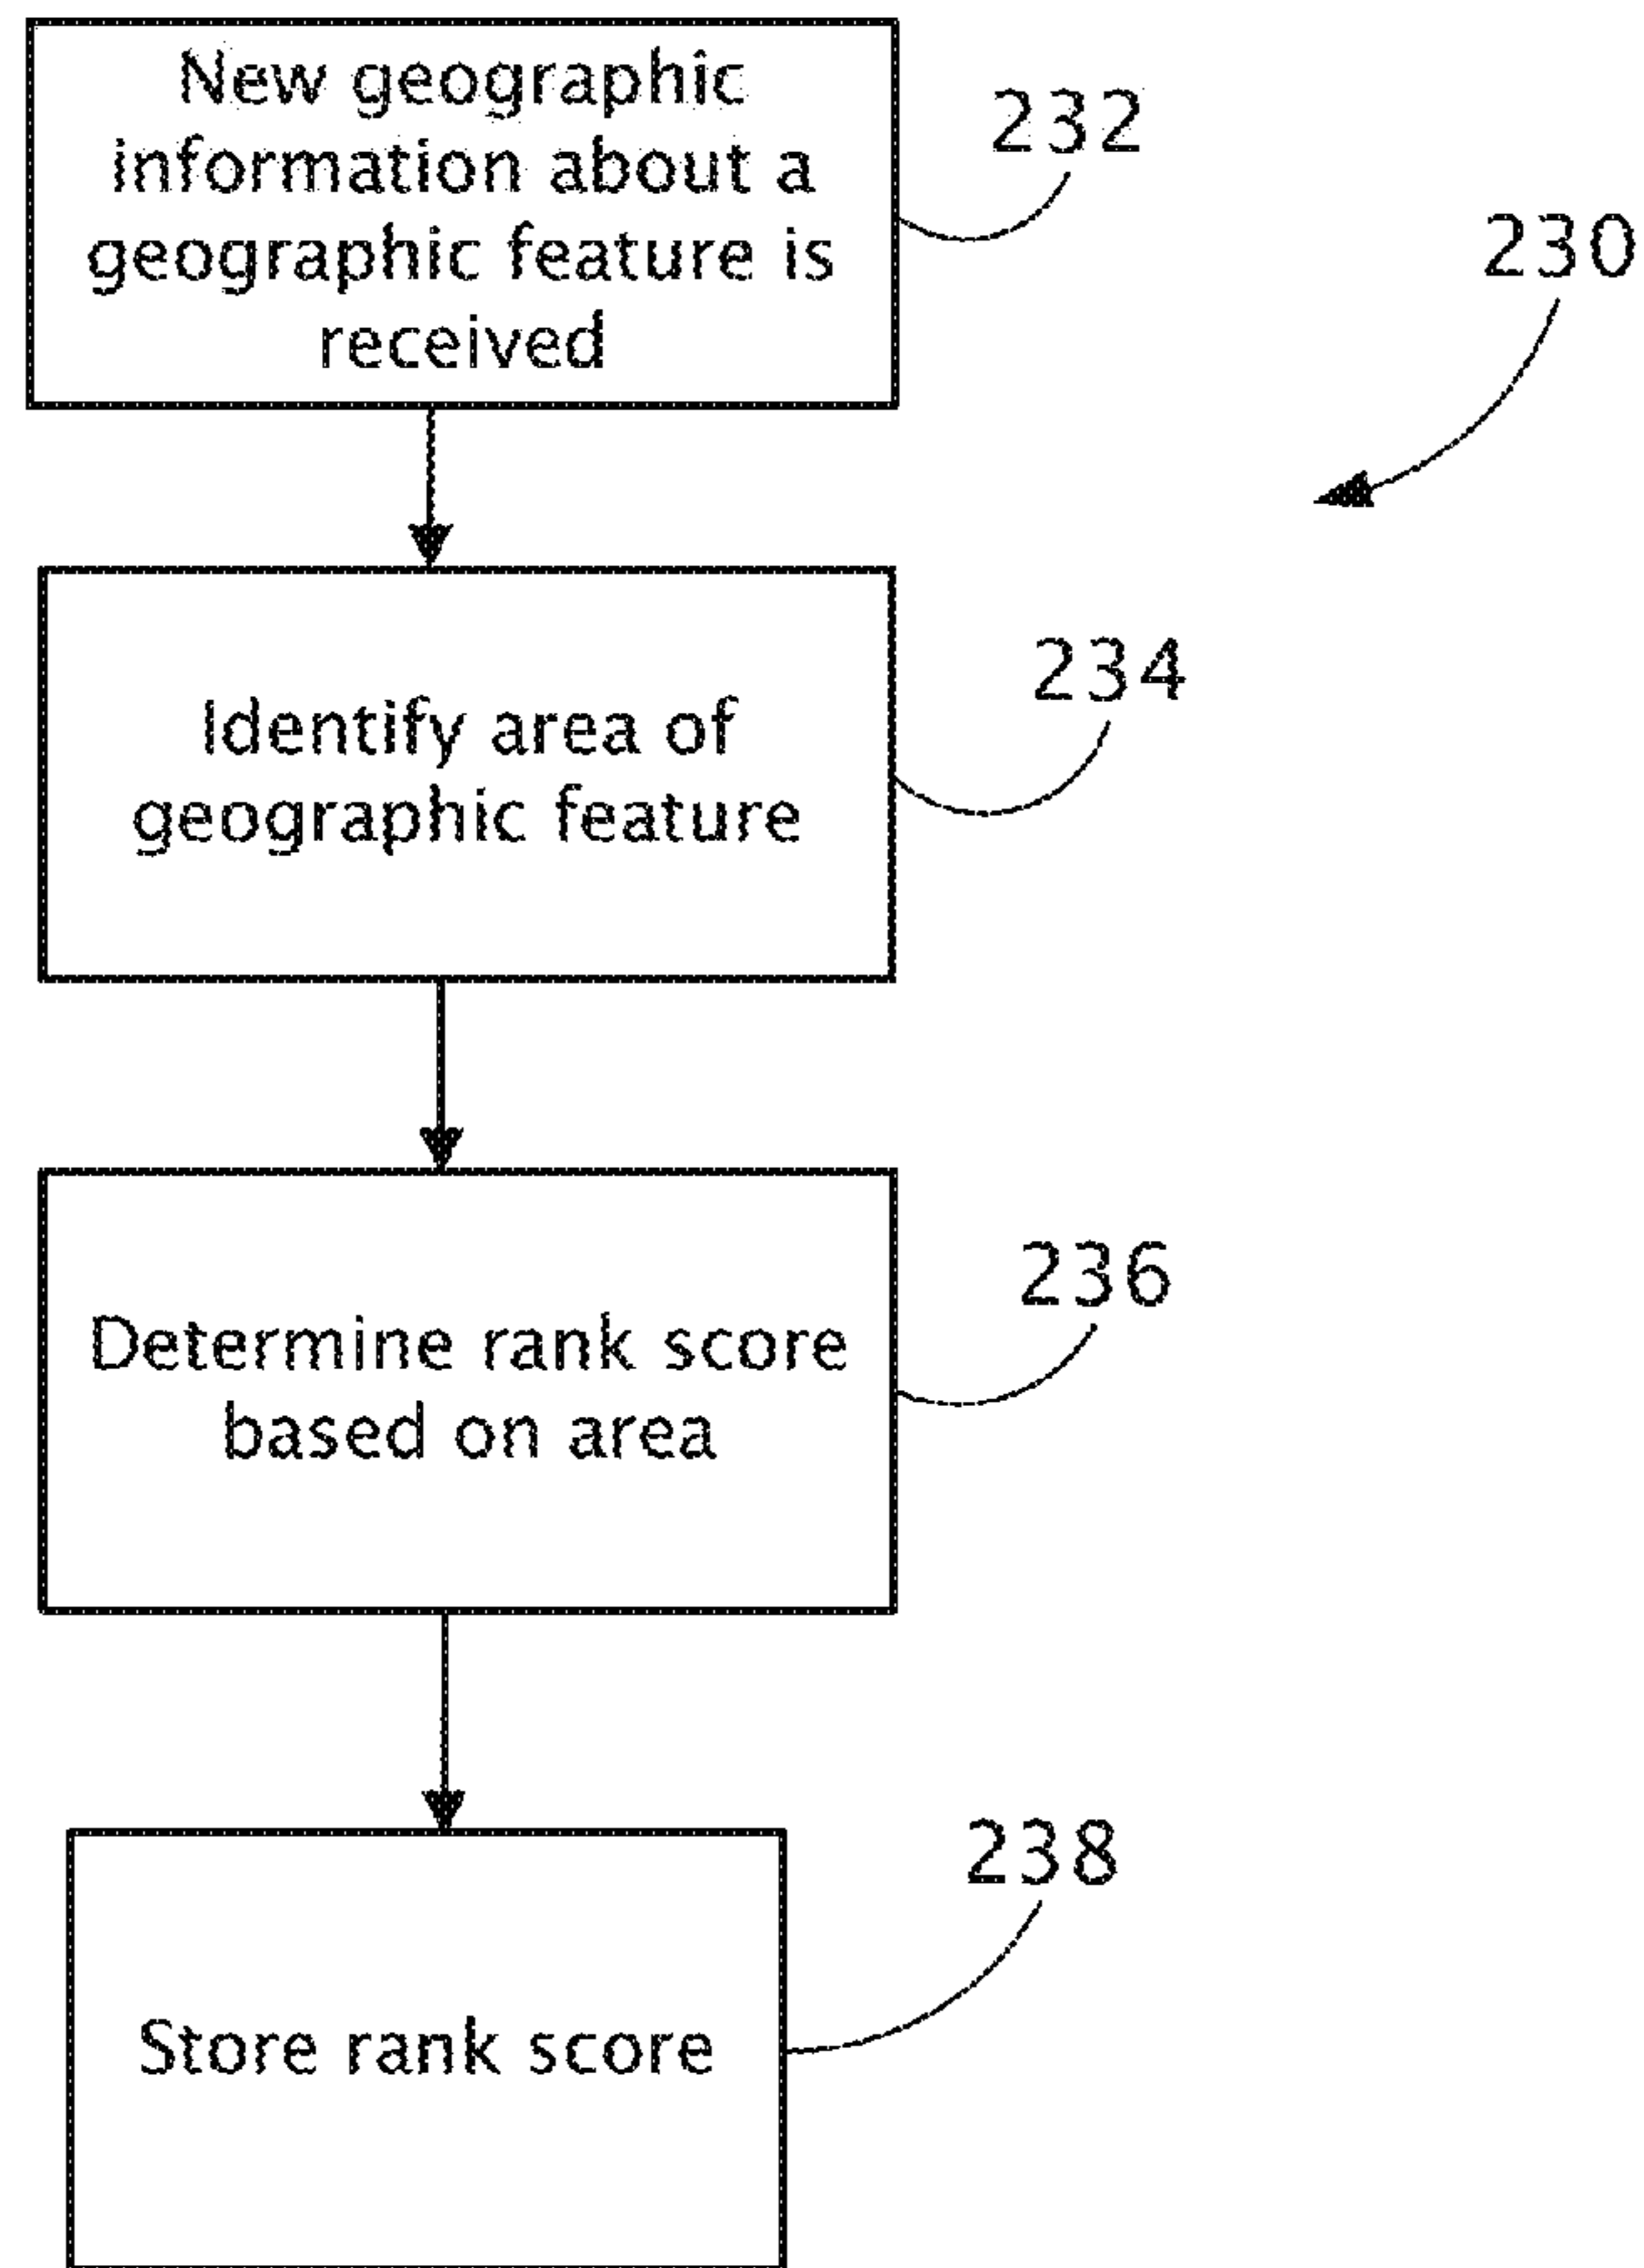 New geographic
information about a
geographic feature is
received
232
230
Identify area of
geographic feature
234
Determine rank score
based on area
236
Store rank score
238